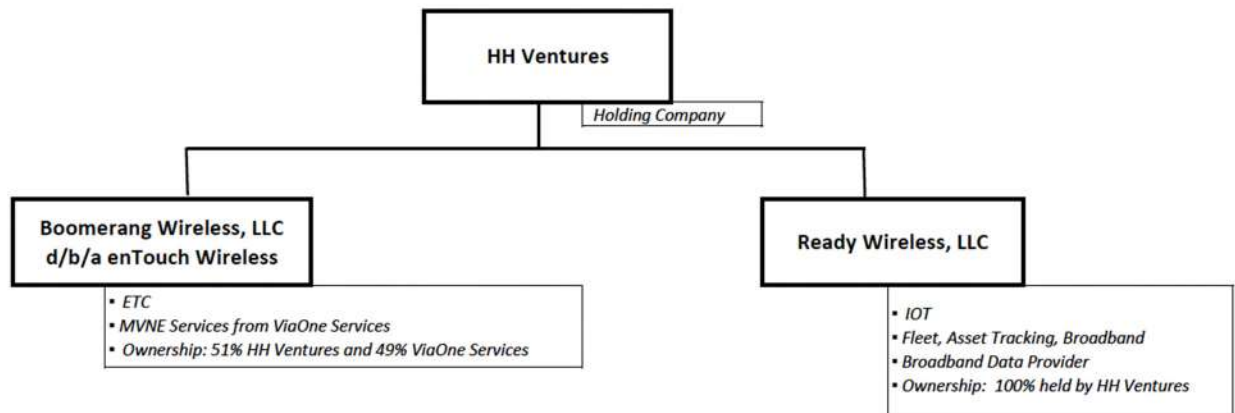 HH Ventures
Holding Company
Boomerang Wireless, LLC
d/b/a enTouch Wireless
▪ ETC
▪ MVNE Services from ViaOne Services
▪ Ownership: 51% HH Ventures and 49% ViaOne Services
Ready Wireless, LLC
▪ IOT
▪ Fleet, Asset Tracking, Broadband
▪ Broadband Data Provider
▪ Ownership: 100% held by HH Ventures